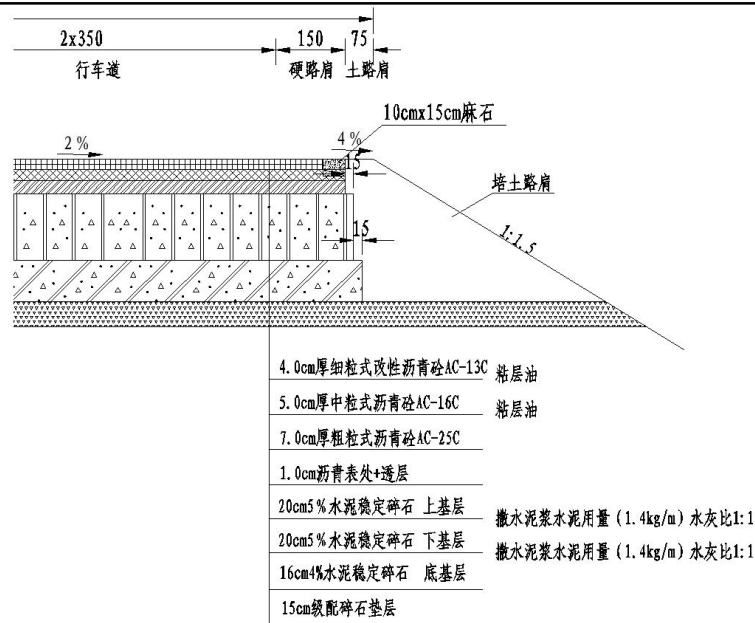 2x350 150 75
行车道 硬路肩 土路肩
10cmx15cm麻石
2% 4%
15
培土路肩
15
1:1.5
4.0cm厚细粒式改性沥青砼AC-13C 粘层油
5.0cm厚中粒式沥青砼AC-16C 粘层油
7.0cm厚粗粒式沥青砼AC-25C
1.0cm沥青表处+透层
20cm5%水泥稳定碎石 上基层
撒水泥浆水泥用量(1.4kg/m)水灰比1:1
20cm5%水泥稳定碎石 下基层
撒水泥浆水泥用量(1.4kg/m)水灰比1:1
16cm4%水泥稳定碎石 底基层
15cm级配碎石垫层